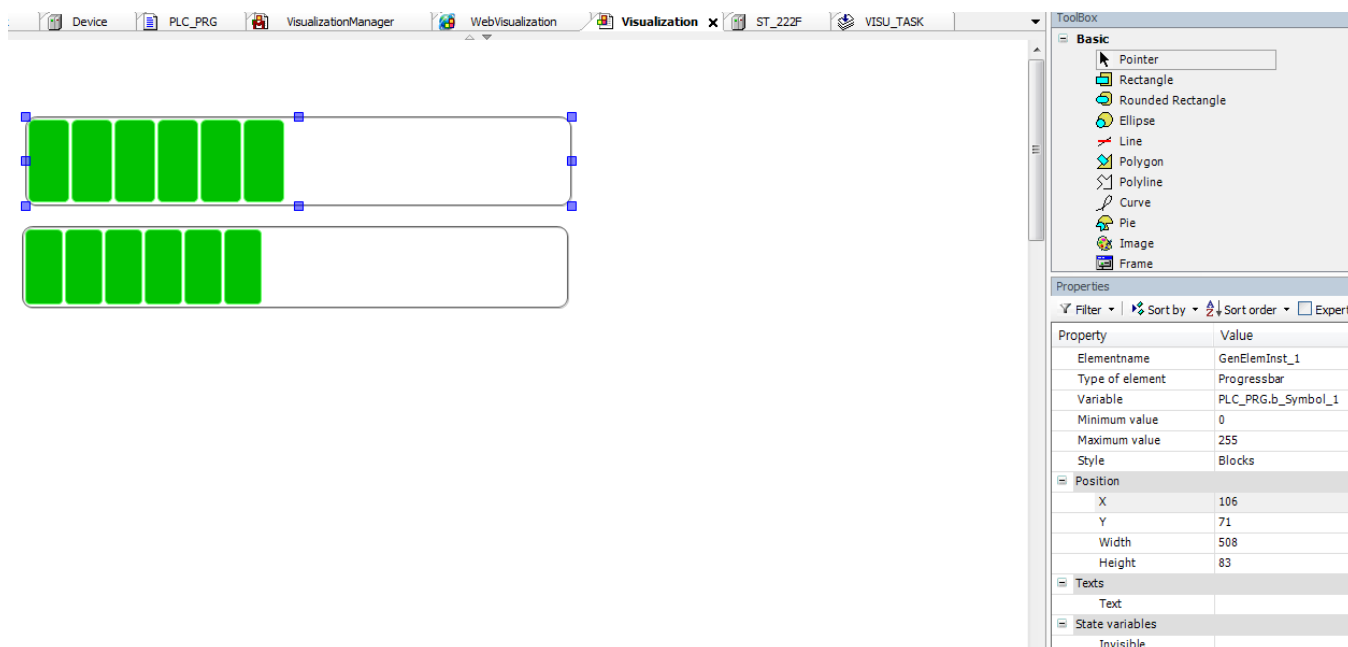 Device PLC_PRG VisualizationManager WebVisualization Visualization x ST_222F VISU_TASK
ToolBox
Basic
Pointer
Rectangle
Rounded Rectangle
Ellipse
Line
Polygon
Polyline
Curve
Pie
Image
Frame
Properties
Filter Sort by Sort order Expert
Property Value
Elementname GenElemInst_1
Type of element Progressbar
Variable PLC_PRG.b_Symbol_1
Minimum value 0
Maximum value 255
Style Blocks
Position
X 106
Y 71
Width 508
Height 83
Texts
Text
State variables
Invisible